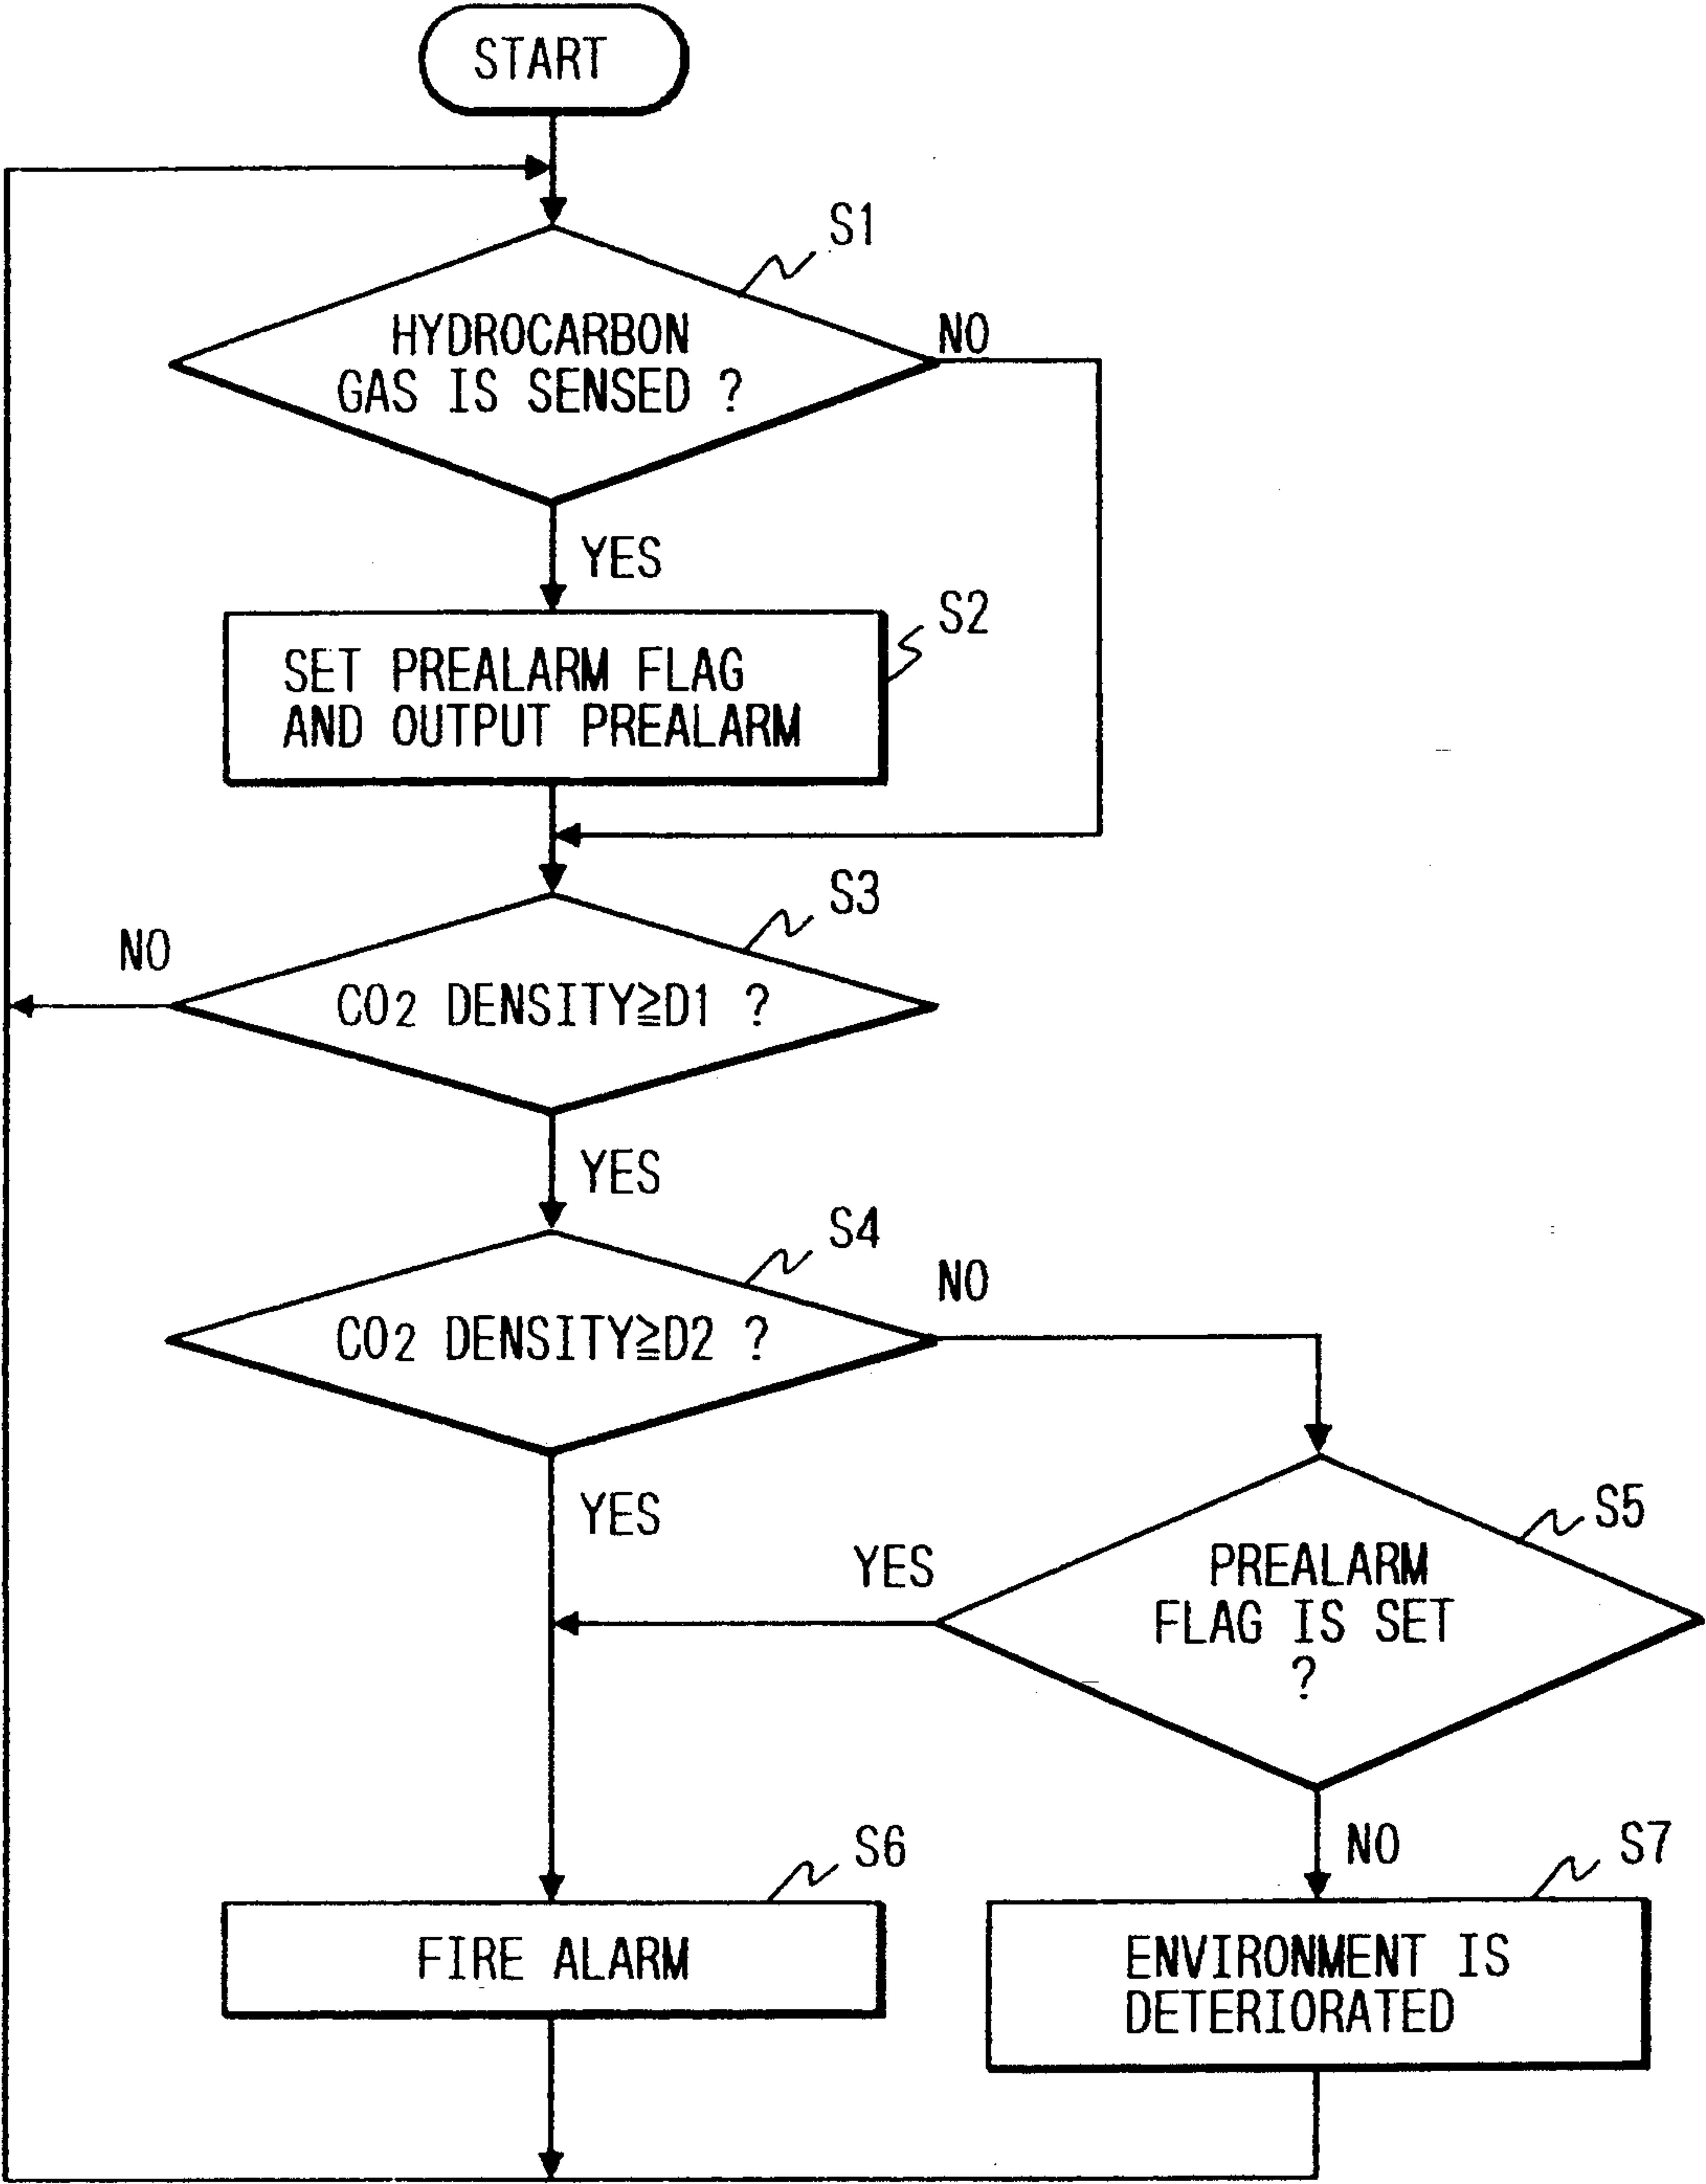 START
S1
HYDROCARBON
GAS IS SENSED ?
NO
YES
S2
SET PREALARM FLAG
AND OUTPUT PREALARM
S3
NO
CO2 DENSITY≧D1 ?
YES
S4
NO
CO2 DENSITY≧D2 ?
YES
S5
YES
PREALARM
FLAG IS SET
?
NO
S6
S7
FIRE ALARM
ENVIRONMENT IS
DETERIORATED